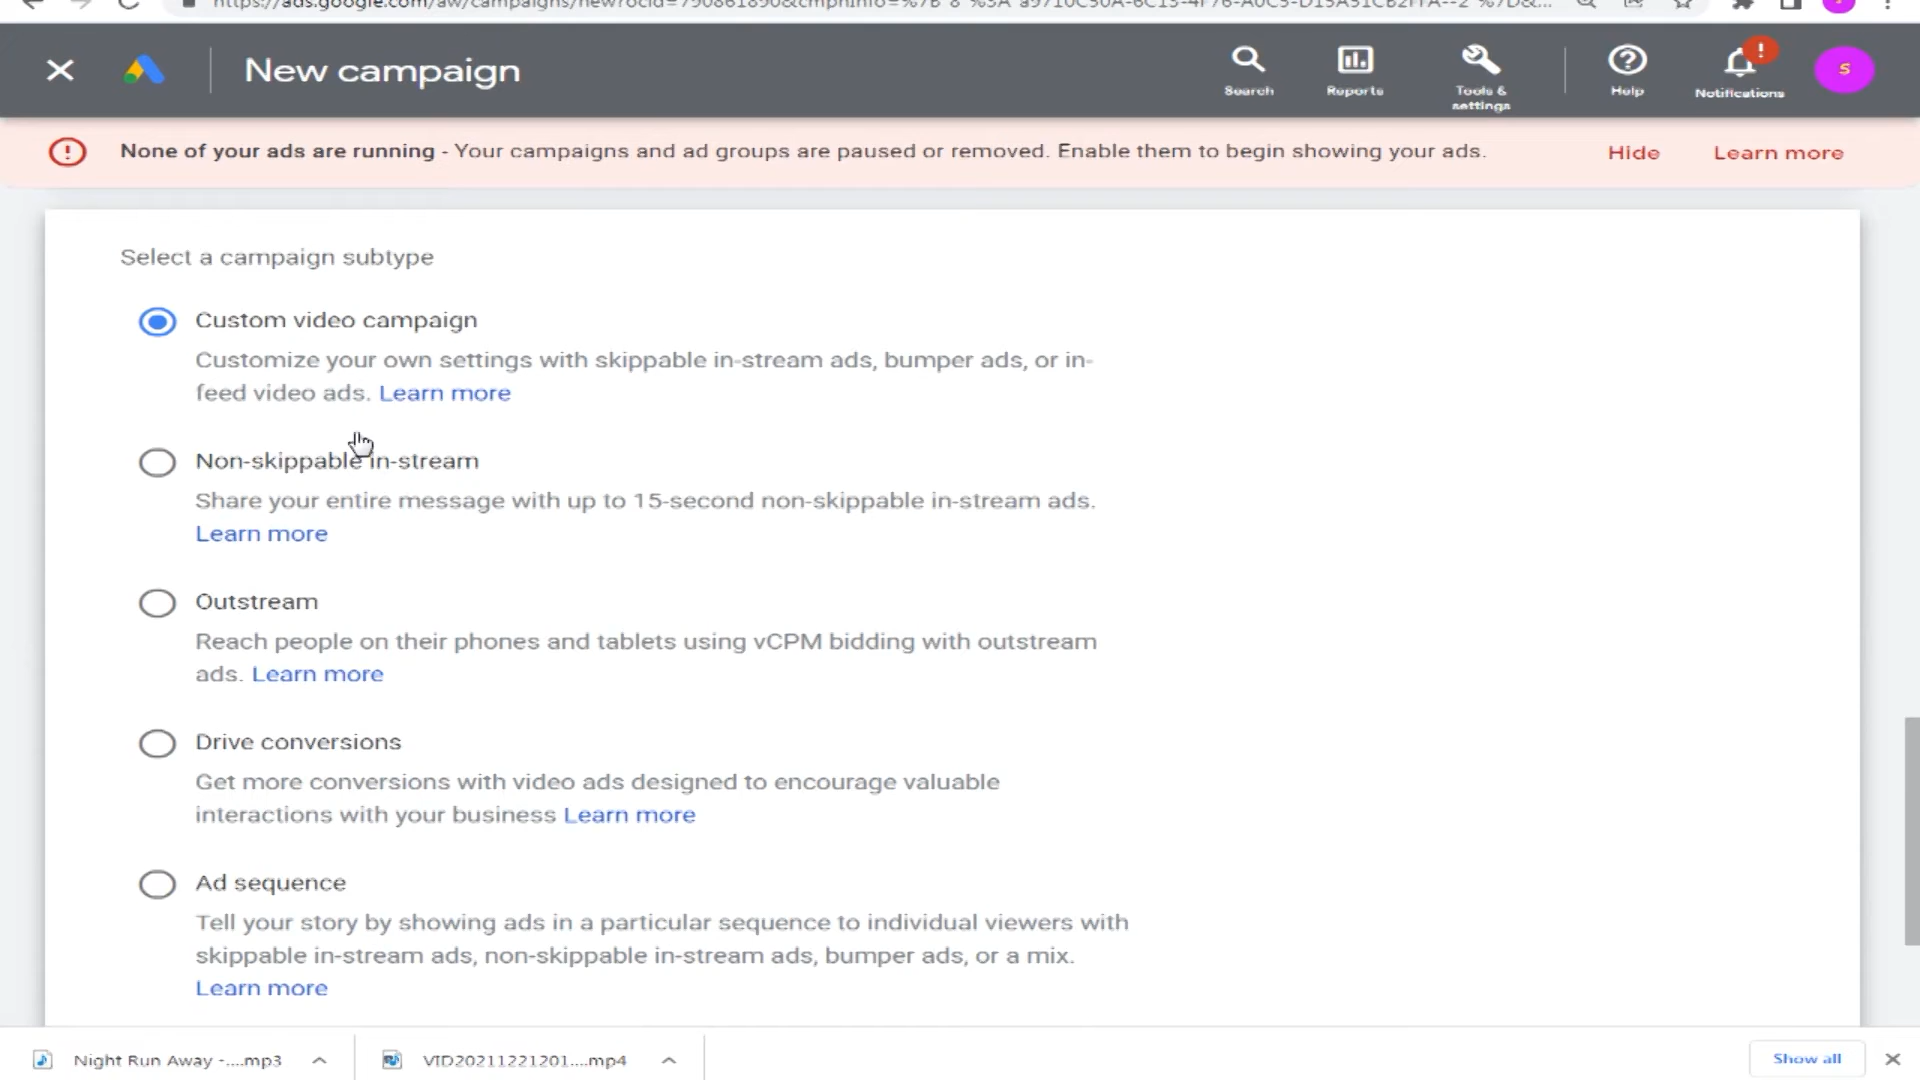 New campaign
Search
Reports
Tools &
settings
Help
!
Notifications
s
None of your ads are running - Your campaigns and ad groups are paused or removed. Enable them to begin showing your ads.
Hide
Learn more
Select a campaign subtype
Custom video campaign
Customize your own settings with skippable in-stream ads, bumper ads, or in-
feed video ads. Learn more
Non-skippable in-stream
Share your entire message with up to 15-second non-skippable in-stream ads.
Learn more
Outstream
Reach people on their phones and tablets using vCPM bidding with outstream
ads. Learn more
Drive conversions
Get more conversions with video ads designed to encourage valuable
interactions with your business Learn more
Ad sequence
Tell your story by showing ads in a particular sequence to individual viewers with
skippable in-stream ads, non-skippable in-stream ads, bumper ads, or a mix.
Learn more
Night Run Away -....mp3
VID20211221201....mp4
Show all